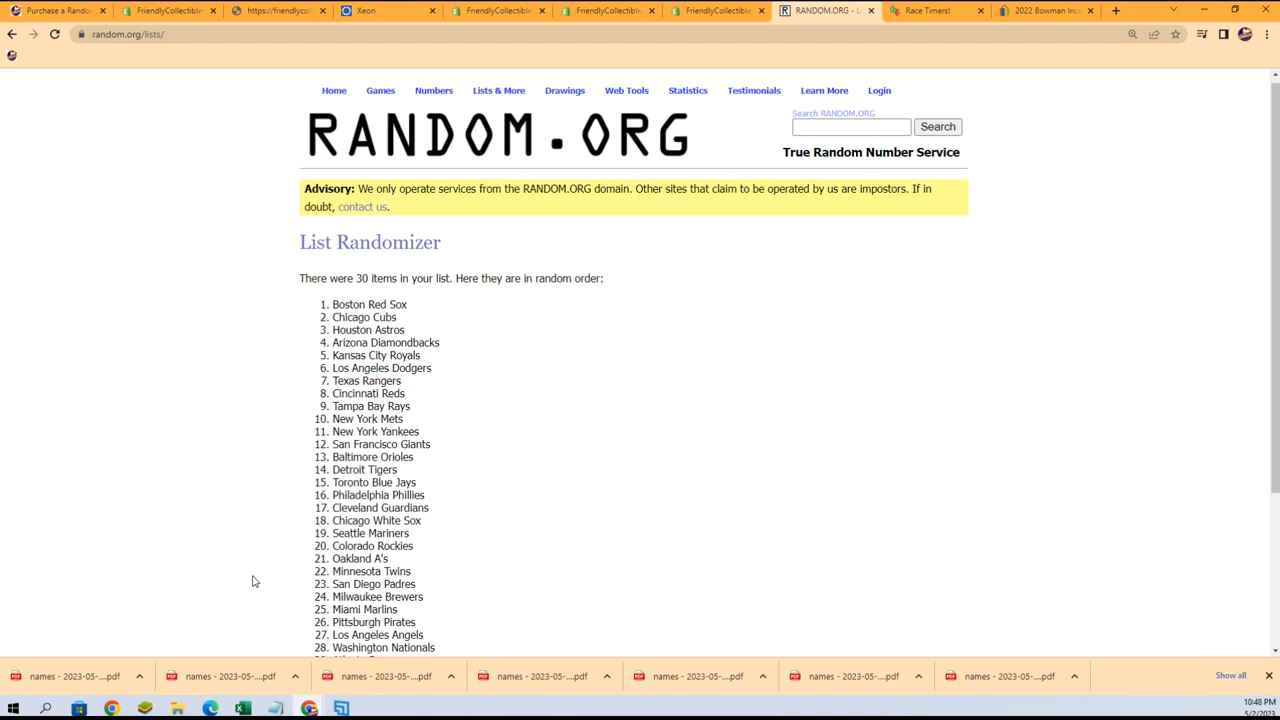 Purchase a Randon
FriendlyCollectible
https://friendlycol
Xeon
FriendlyCollectible
FriendlyCollectible
FriendlyCollectible
RANDOM.ORG - L
Race Timers!
2022 Bowman Ince
random.org/lists/
Home Games Numbers Lists & More Drawings Web Tools Statistics Testimonials Learn More Login
RANDOM.ORG
Search RANDOM.ORG
Search
True Random Number Service
Advisory: We only operate services from the RANDOM.ORG domain. Other sites that claim to be operated by us are impostors. If in
doubt, contact us.
List Randomizer
There were 30 items in your list. Here they are in random order:
1. Boston Red Sox
2. Chicago Cubs
3. Houston Astros
4. Arizona Diamondbacks
5. Kansas City Royals
6. Los Angeles Dodgers
7. Texas Rangers
8. Cincinnati Reds
9. Tampa Bay Rays
10. New York Mets
11. New York Yankees
12. San Francisco Giants
13. Baltimore Orioles
14. Detroit Tigers
15. Toronto Blue Jays
16. Philadelphia Phillies
17. Cleveland Guardians
18. Chicago White Sox
19. Seattle Mariners
20. Colorado Rockies
21. Oakland A's
22. Minnesota Twins
23. San Diego Padres
24. Milwaukee Brewers
25. Miami Marlins
26. Pittsburgh Pirates
27. Los Angeles Angels
28. Washington Nationals
names - 2023-05-....pdf
names - 2023-05-....pdf
names - 2023-05-....pdf
names - 2023-05-....pdf
names - 2023-05-....pdf
names - 2023-05-....pdf
names - 2023-05-....pdf
Show all
10:48 PM
5/2/2023